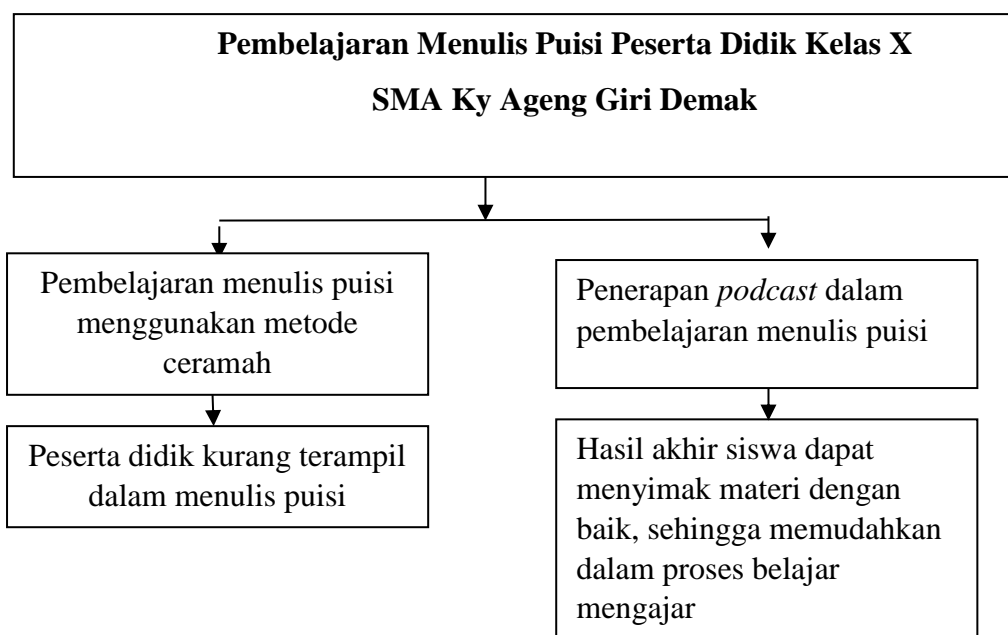 Pembelajaran Menulis Puisi Peserta Didik Kelas X
SMA Ky Ageng Giri Demak
Pembelajaran menulis puisi
menggunakan metode
ceramah
Peserta didik kurang terampil
dalam menulis puisi
Penerapan podcast dalam
pembelajaran menulis puisi
Hasil akhir siswa dapat
menyimak materi dengan
baik, sehingga memudahkan
dalam proses belajar
mengajar